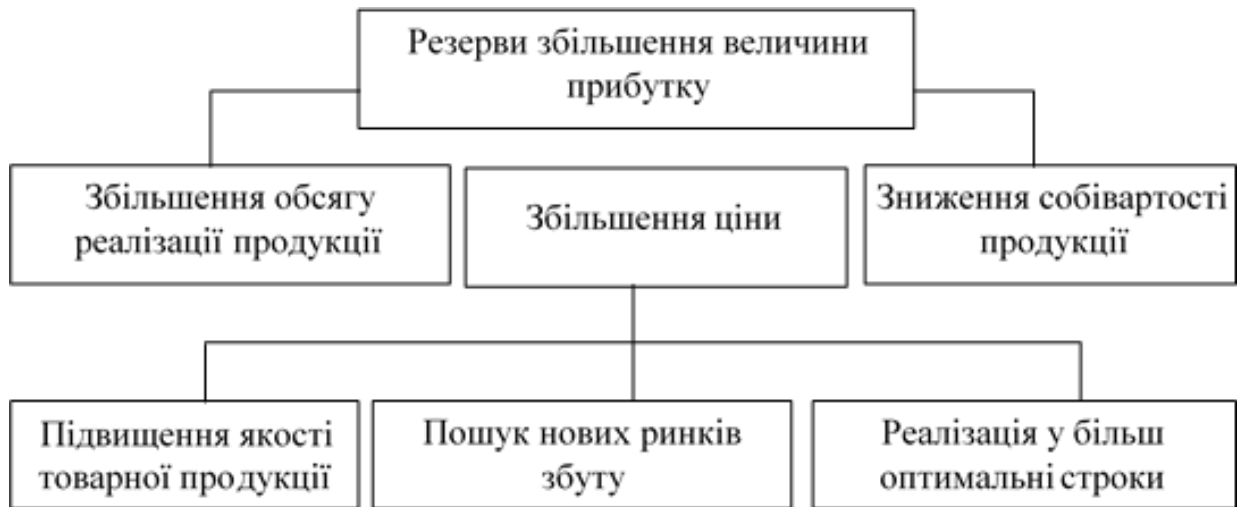 Резерви збільшення величини
прибутку
Збільшення обсягу
реалізації продукції
Збільшення ціни
Зниження собівартості
продукції
Підвищення якості
товарної продукції
Пошук нових ринків
збуту
Реалізація у більш
оптимальні строки